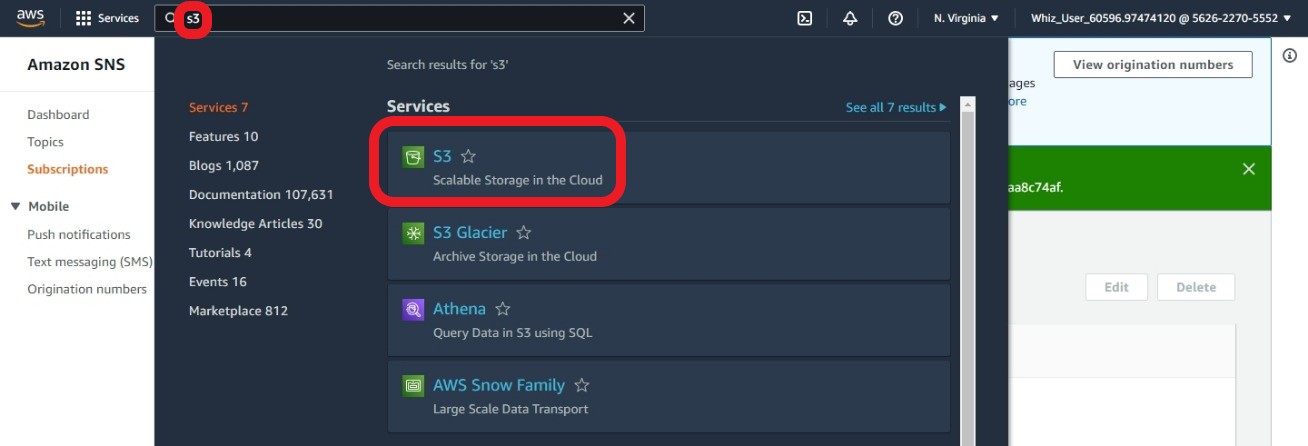 aws
Services
s3
N. Virginia
Whiz_User_60596.97474120 @ 5626-2270-5552
Amazon SNS
Dashboard
Topics
Subscriptions
Mobile
Push notifications
Text messaging (SMS)
Origination numbers
Search results for 's3'
Services 7
Features 10
Blogs 1,087
Documentation 107,631
Knowledge Articles 30
Tutorials 4
Events 16
Marketplace 812
Services
See all 7 results
S3
Scalable Storage in the Cloud
S3 Glacier
Archive Storage in the Cloud
Athena
Query Data in S3 using SQL
AWS Snow Family
Large Scale Data Transport
ages
ore
View origination numbers
aa8c74af.
Edit
Delete